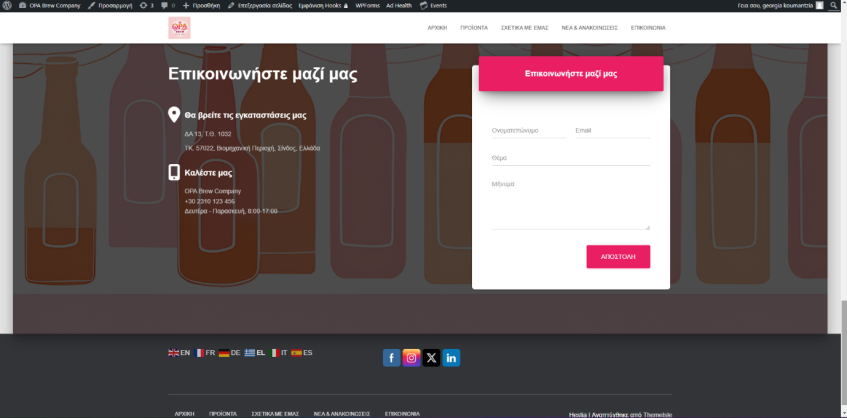 OPA Brew Company Προσαρμογή 3 0 Προσθήκη Επεξεργασία σελίδας Εμφάνιση Hooks WPForms Ad Health Events Γεια σου, georgia koumantzia
OPA
ΑΡΧΙΚΗ ΠΡΟΪΟΝΤΑ ΣΧΕΤΙΚΑ ΜΕ ΕΜΑΣ ΝΕΑ & ΑΝΑΚΟΙΝΩΣΕΙΣ ΕΠΙΚΟΙΝΩΝΙΑ
Επικοινωνήστε μαζί μας
Θα βρείτε τις εγκαταστάσεις μας
ΔΑ 13, Τ.Θ. 1032
ΤΚ. 57022, Βιομηχανική Περιοχή, Σίνδος, Ελλάδα
Καλέστε μας
OPA Brew Company
+30 2310 123 456
Δευτέρα - Παρασκευή, 8:00-17:00
Επικοινωνήστε μαζί μας
Ονοματεπώνυμο Email
Θέμα
Μήνυμα
ΑΠΟΣΤΟΛΗ
EN FR DE EL IT ES
f X in
ΑΡΧΙΚΗ ΠΡΟΪΟΝΤΑ ΣΧΕΤΙΚΑ ΜΕ ΕΜΑΣ ΝΕΑ & ΑΝΑΚΟΙΝΩΣΕΙΣ ΕΠΙΚΟΙΝΩΝΙΑ
Hestia | Αναπτύχθηκε από ThemeIsle